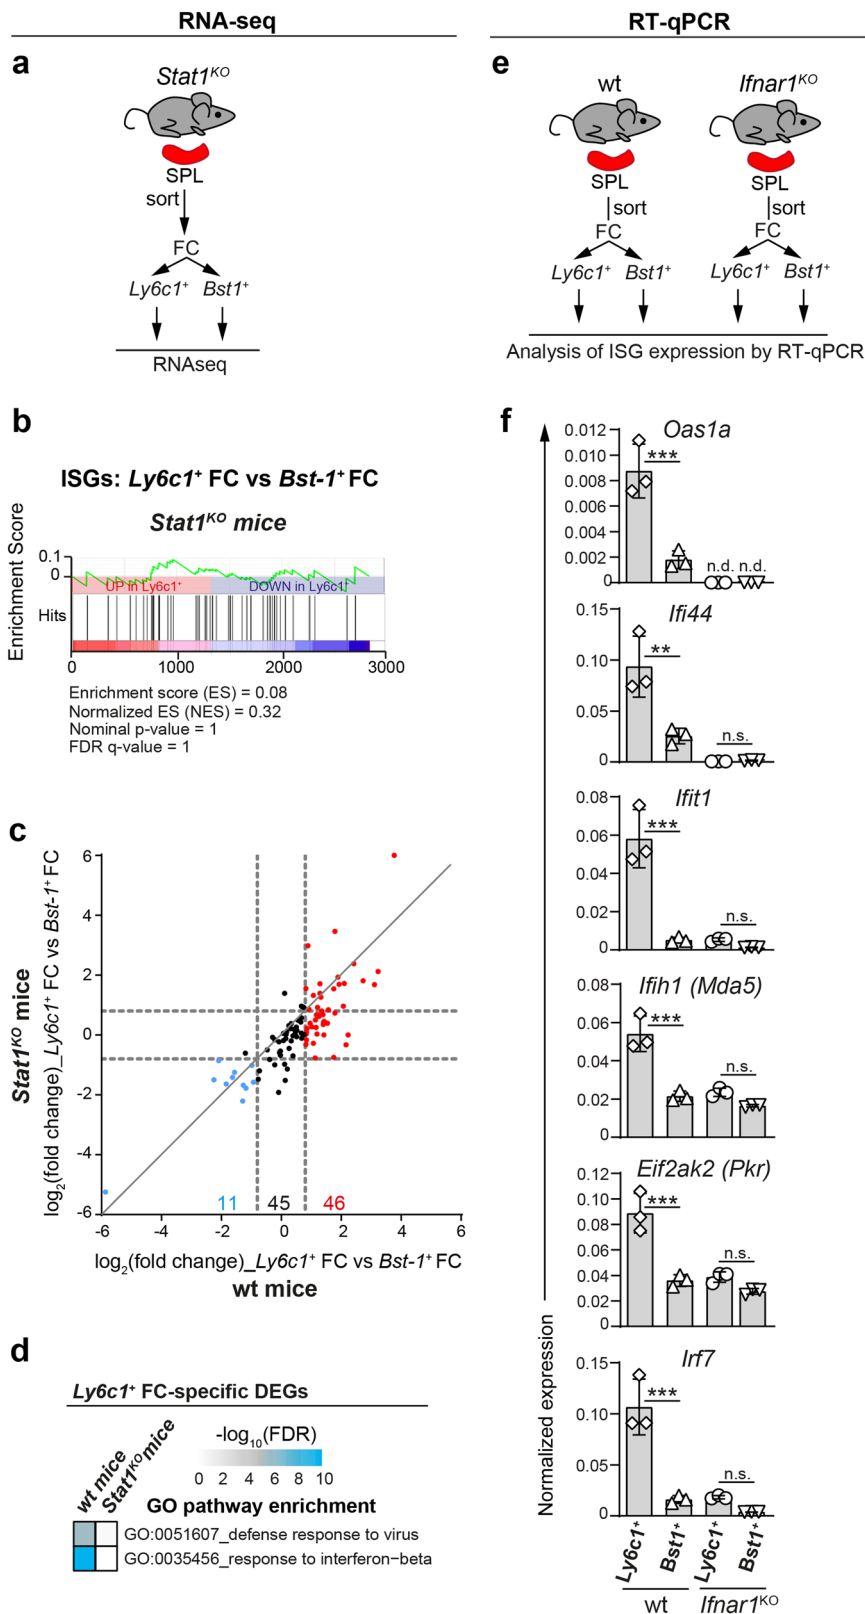 RNA-seq
RT-qPCR
a
Stat1KO
SPL
sort
FC
Ly6c1+ Bst1+
RNAseq
e
wt
Ifnar1KO
SPL
SPL
sort
sort
FC
FC
Ly6c1+ Bst1+
Ly6c1+ Bst1+
Analysis of ISG expression by RT-qPCR
b
ISGs: Ly6c1+ FC vs Bst-1+ FC
Stat1KO mice
Enrichment Score
0.1
0
UP in Ly6c1+
DOWN in Ly6c1+
Hits
0 1000 2000 3000
Enrichment score (ES) = 0.08
Normalized ES (NES) = 0.32
Nominal p-value = 1
FDR q-value = 1
c
Stat1KO mice
log2(fold change)_Ly6c1+ FC vs Bst-1+ FC
6
4
2
0
-2
-4
-6
11 45 46
-6 -4 -2 0 2 4 6
log2(fold change)_Ly6c1+ FC vs Bst-1+ FC
wt mice
d
Ly6c1+ FC-specific DEGs
wt mice
Stat1KO mice
-log10(FDR)
0 2 4 6 8 10
GO pathway enrichment
GO:0051607_defense response to virus
GO:0035456_response to interferon−beta
f
Normalized expression
Oas1a
0.012
0.010
0.008
0.006
0.004
0.002
0
***
n.d. n.d.
Ifi44
0.15
0.10
0.05
0
**
n.s.
Ifit1
0.08
0.06
0.04
0.02
0
***
n.s.
Ifih1 (Mda5)
0.08
0.06
0.04
0.02
0
***
n.s.
Eif2ak2 (Pkr)
0.12
0.10
0.08
0.06
0.04
0.02
0
***
n.s.
Irf7
0.15
0.10
0.05
0
***
n.s.
Ly6c1+
Bst1+
Ly6c1+
Bst1+
wt
Ifnar1KO